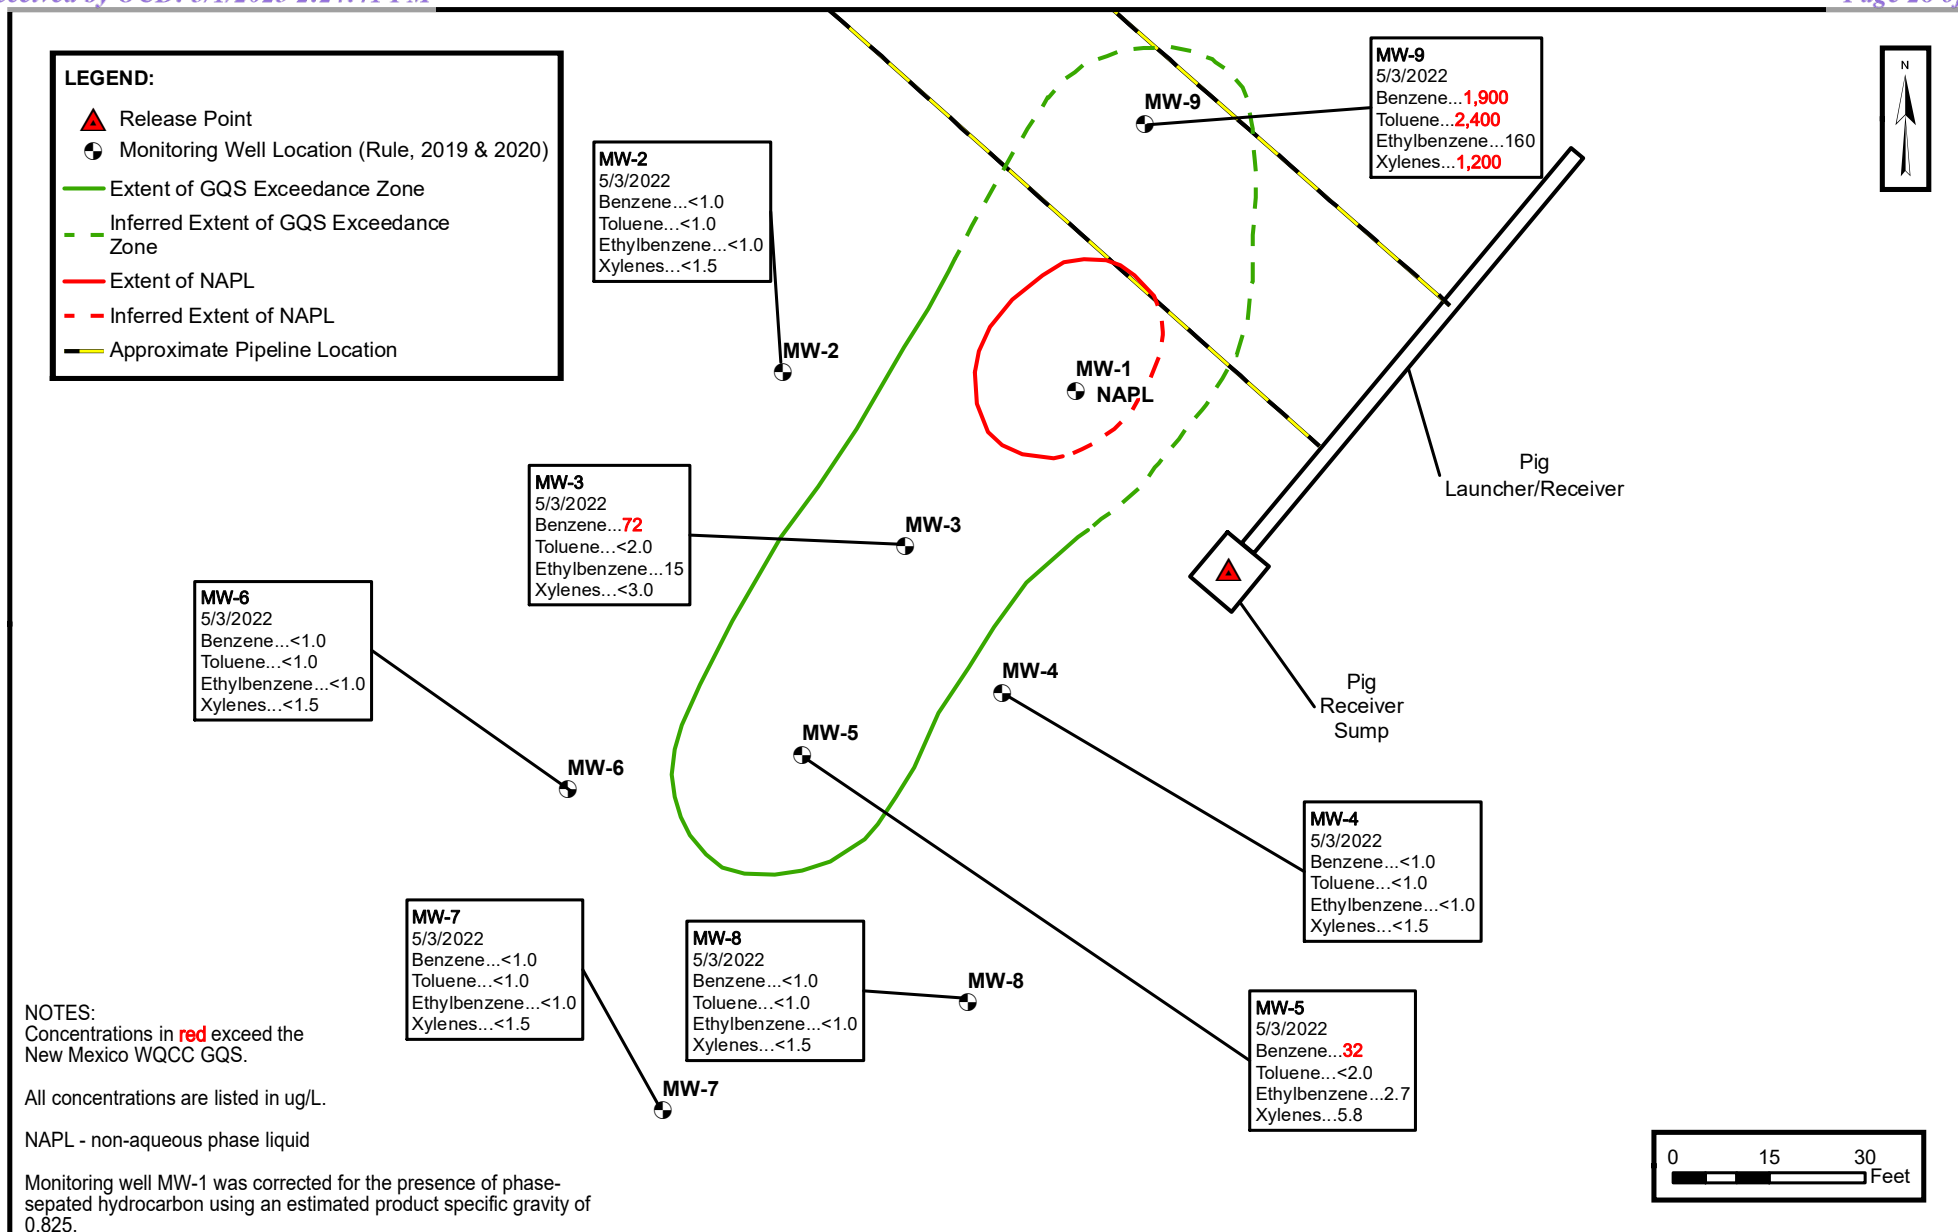 Received by OCD: 8/1/2023 2:24:41 PM
LEGEND:
Release Point
Monitoring Well Location (Rule, 2019 & 2020)
Extent of GQS Exceedance Zone
Inferred Extent of GQS Exceedance
Zone
Extent of NAPL
Inferred Extent of NAPL
Approximate Pipeline Location
MW-9
MW-9
5/3/2022
Benzene...1,900
Toluene...2,400
Ethylbenzene...160
Xylenes...1,200
N
MW-2
5/3/2022
Benzene...<1.0
Toluene...<1.0
Ethylbenzene...<1.0
Xylenes...<1.5
MW-2
MW-1
NAPL
Pig
Launcher/Receiver
MW-3
5/3/2022
Benzene...72
Toluene...<2.0
Ethylbenzene...15
Xylenes...<3.0
MW-3
MW-6
5/3/2022
Benzene...<1.0
Toluene...<1.0
Ethylbenzene...<1.0
Xylenes...<1.5
MW-6
MW-5
MW-4
Pig
Receiver
Sump
MW-4
5/3/2022
Benzene...<1.0
Toluene...<1.0
Ethylbenzene...<1.0
Xylenes...<1.5
MW-7
5/3/2022
Benzene...<1.0
Toluene...<1.0
Ethylbenzene...<1.0
Xylenes...<1.5
MW-7
MW-8
5/3/2022
Benzene...<1.0
Toluene...<1.0
Ethylbenzene...<1.0
Xylenes...<1.5
MW-8
MW-5
5/3/2022
Benzene...32
Toluene...<2.0
Ethylbenzene...2.7
Xylenes...5.8
NOTES:
Concentrations in red exceed the
New Mexico WQCC GQS.
All concentrations are listed in ug/L.
NAPL - non-aqueous phase liquid
Monitoring well MW-1 was corrected for the presence of phase-
sepated hydrocarbon using an estimated product specific gravity of
0.825.
0 15 30
Feet